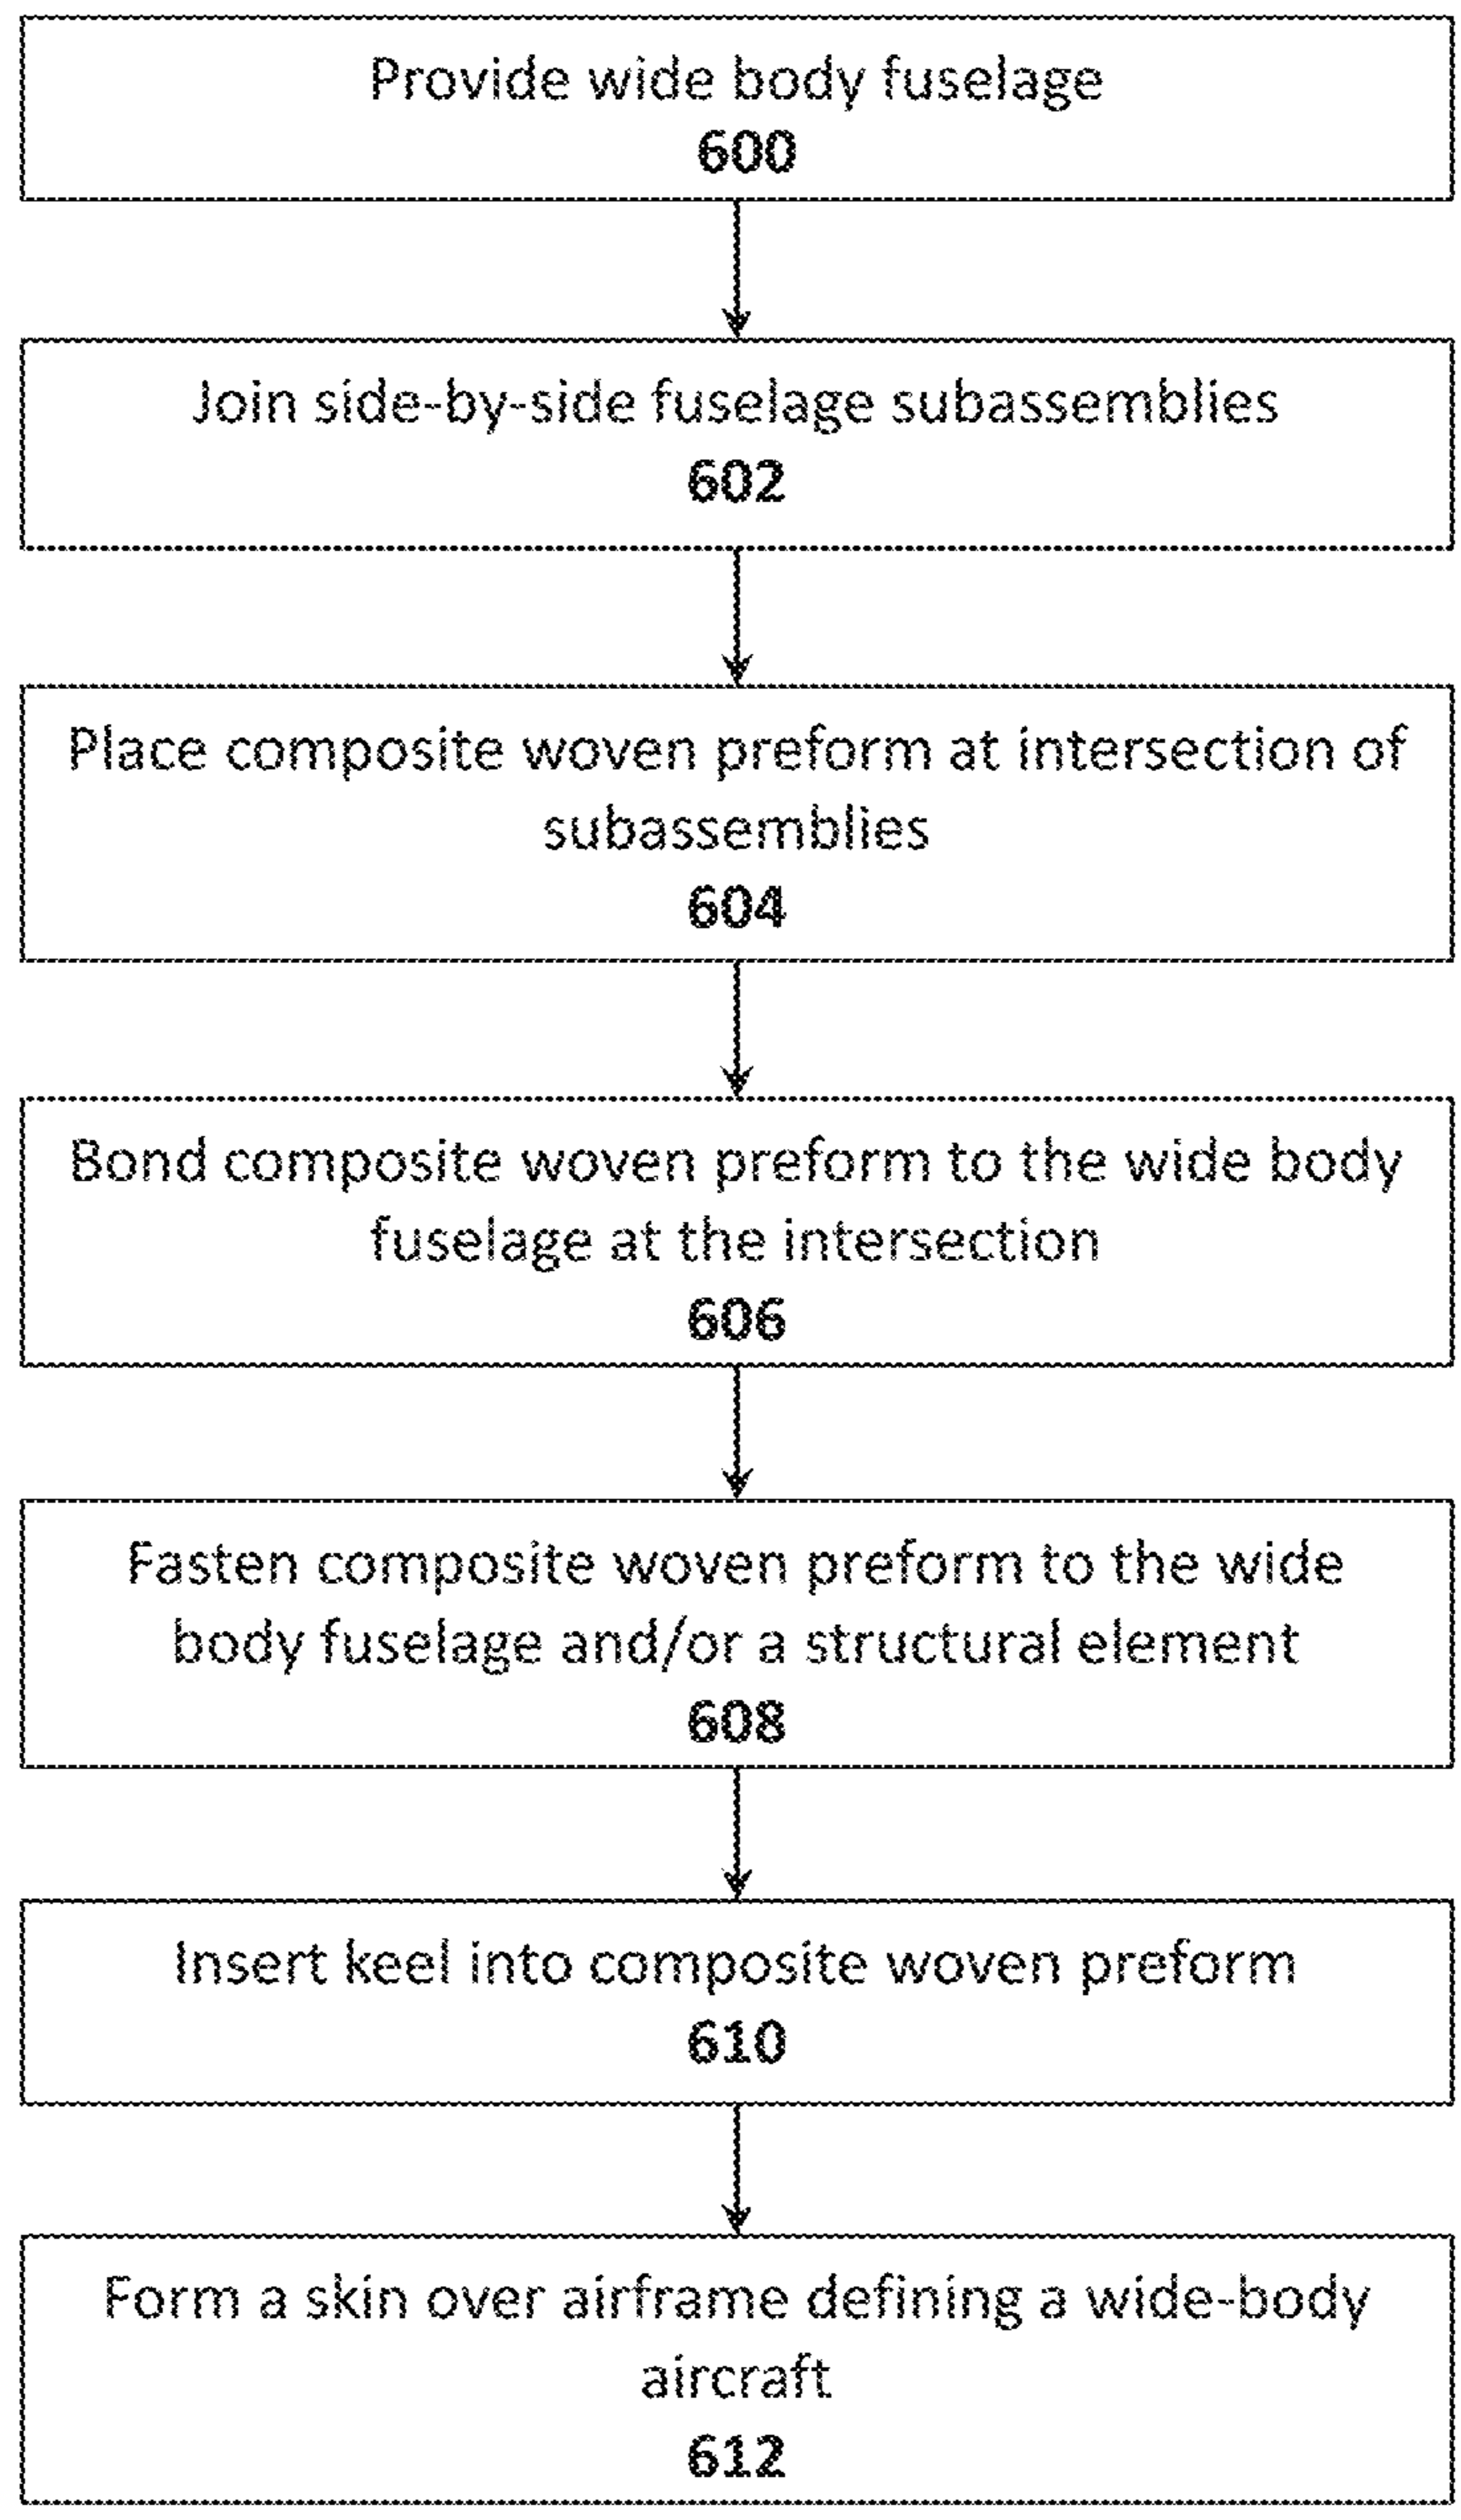 Provide wide body fuselage
600
Join side-by-side fuselage subassemblies
602
Place composite woven preform at intersection of
subassemblies
604
Bond composite woven preform to the wide body
fuselage at the intersection
606
Fasten composite woven preform to the wide
body fuselage and/or a structural element
608
Insert keel into composite woven preform
610
Form a skin over airframe defining a wide-body
aircraft
612